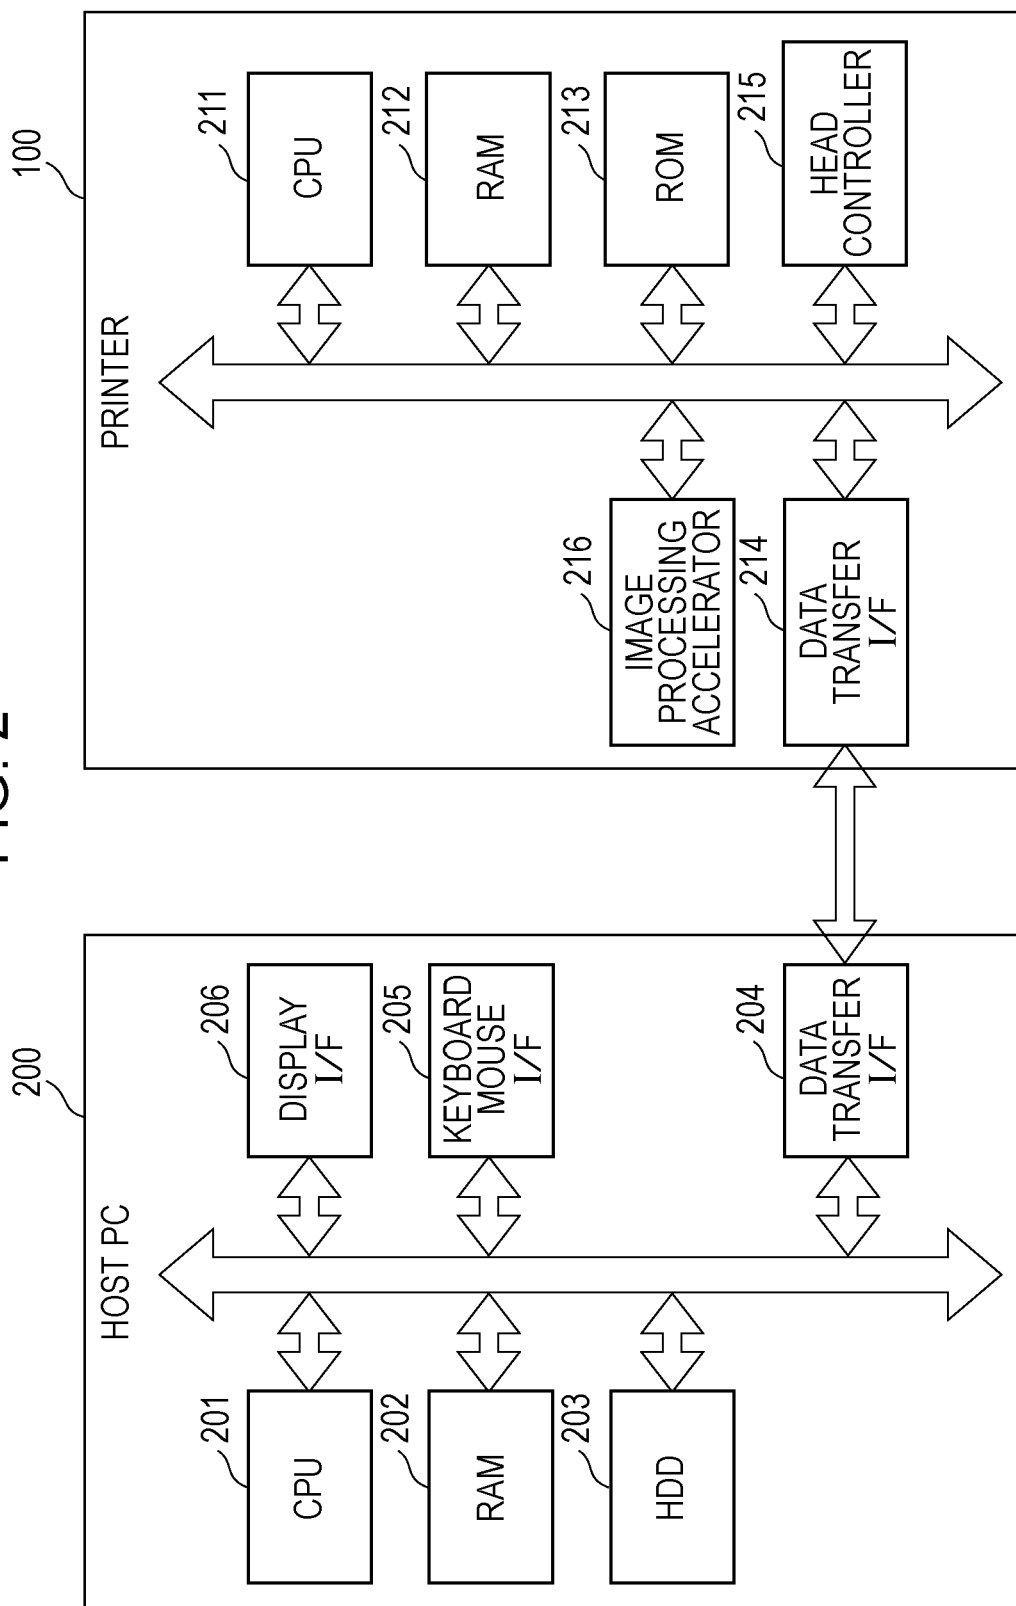 FIG. 2
200
HOST PC
201
CPU
202
RAM
203
HDD
206
DISPLAY
I/F
205
KEYBOARD
MOUSE
I/F
204
DATA
TRANSFER
I/F
100
PRINTER
216
IMAGE
PROCESSING
ACCELERATOR
214
DATA
TRANSFER
I/F
211
CPU
212
RAM
213
ROM
215
HEAD
CONTROLLER